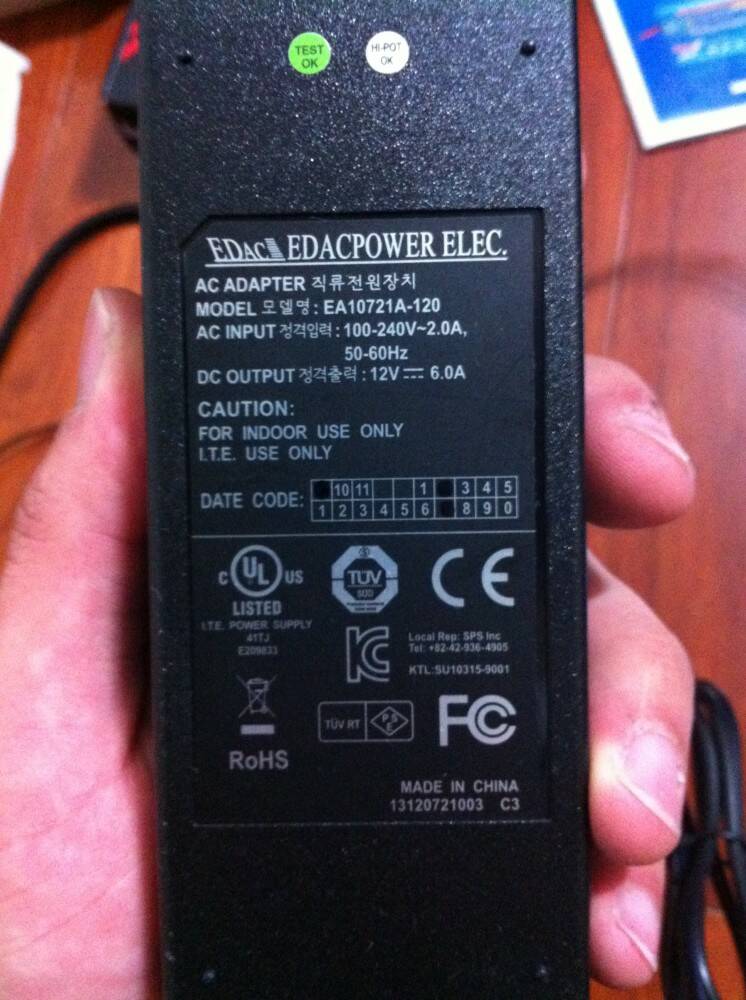 TEST
OK
HI-POT
OK
EDAC EDACPOWER ELEC.
AC ADAPTER 직류전원장치
MODEL 모델명: EA10721A-120
AC INPUT 정격입력: 100-240V~2.0A,
50-60Hz
DC OUTPUT 정격출력: 12V ⎓ 6.0A
CAUTION:
FOR INDOOR USE ONLY
I.T.E. USE ONLY
DATE CODE:
10 11 1 3 4 5
1 2 3 4 5 6 8 9 0
C UL US
LISTED
I.T.E. POWER SUPPLY
41TJ
E209833
TÜV
SÜD
CE
KC
Local Rep: SPS Inc
Tel: +82-42-936-4905
KTL:SU10315-9001
RoHS
TÜV RT
PSE
FC
MADE IN CHINA
13120721003 C3